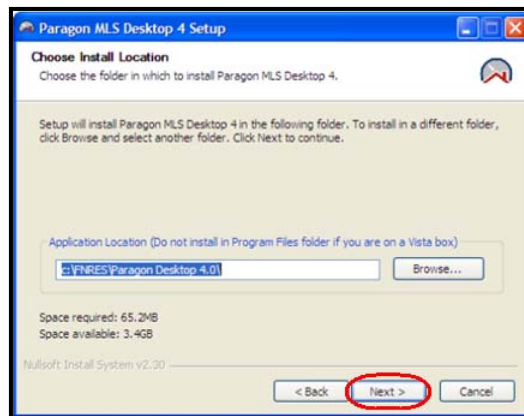 Paragon MLS Desktop 4 Setup
Choose Install Location
Choose the folder in which to install Paragon MLS Desktop 4.
Setup will install Paragon MLS Desktop 4 in the following folder. To install in a different folder,
click Browse and select another folder. Click Next to continue.
Application Location (Do not install in Program Files folder if you are on a Vista box)
c:\FNRES\Paragon Desktop 4.0\
Browse...
Space required: 65.2MB
Space available: 3.4GB
Nullsoft Install System v2.30
< Back Next > Cancel